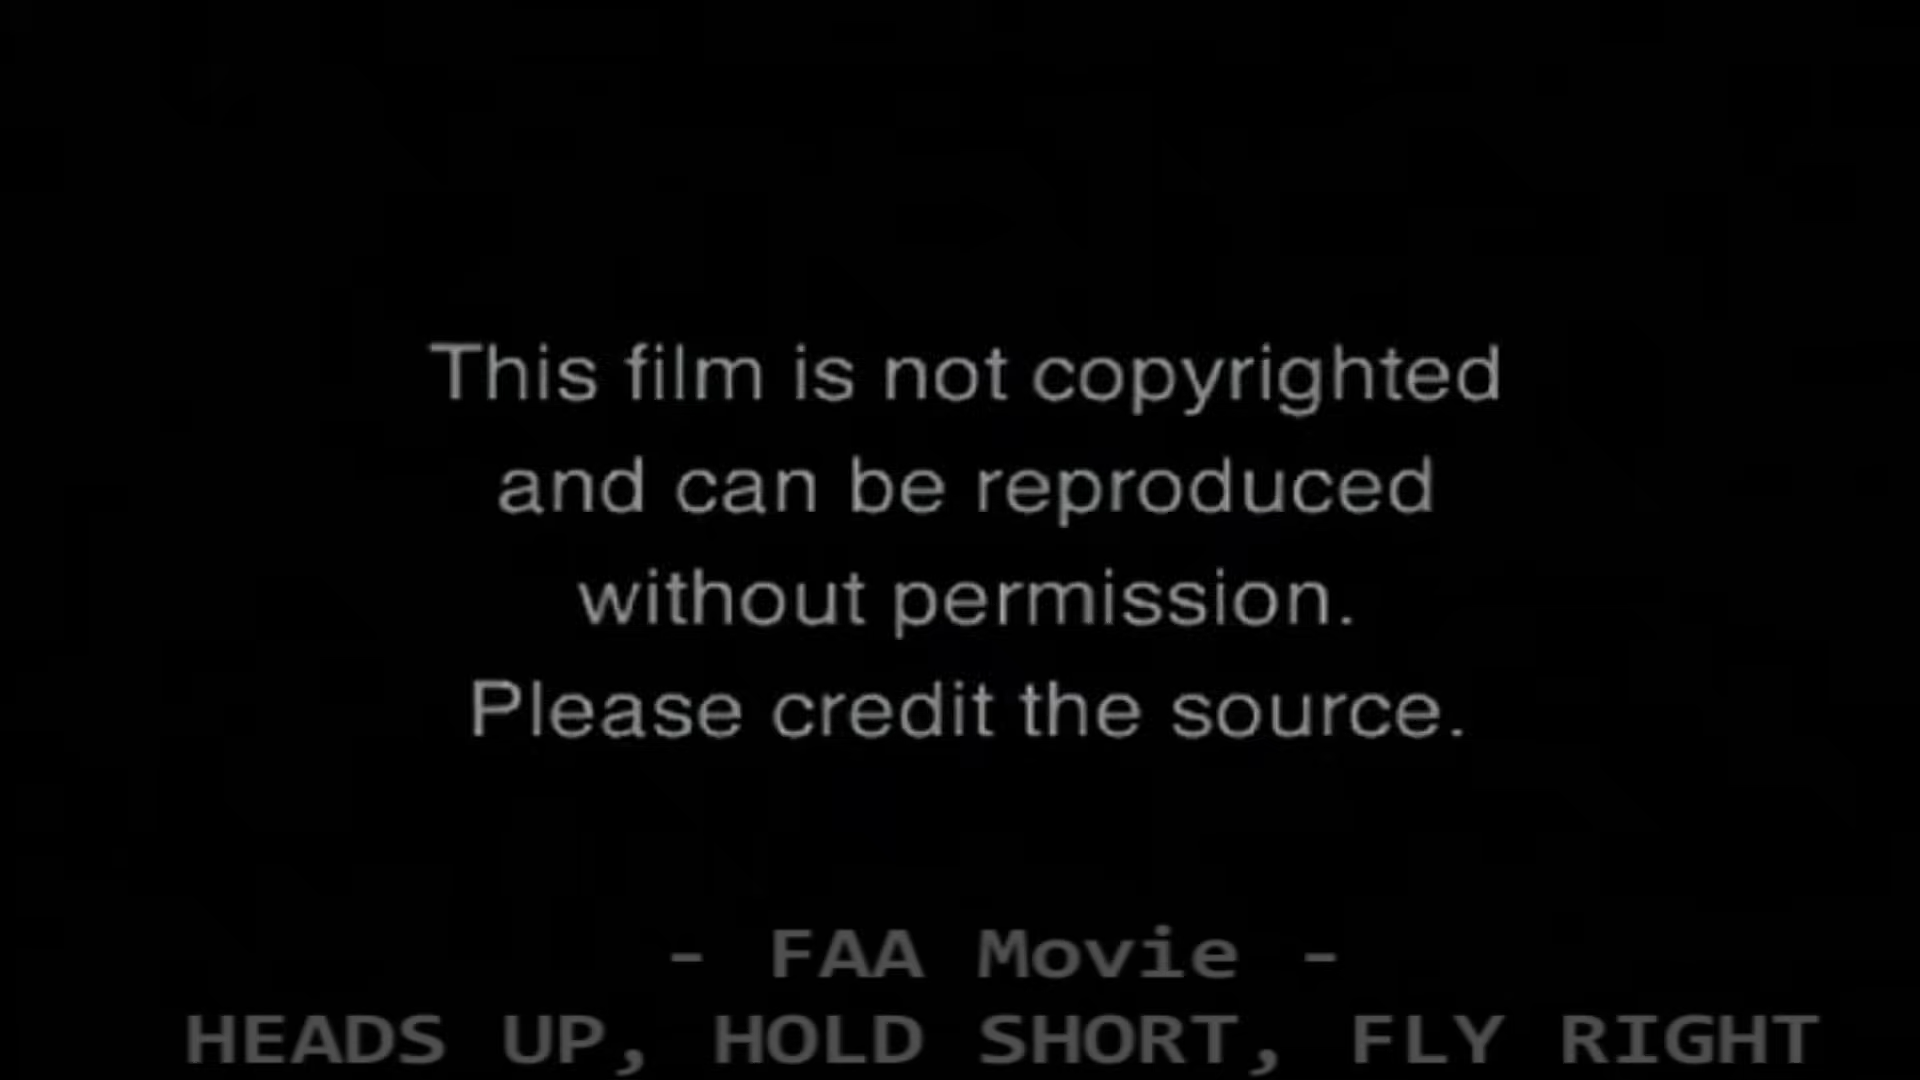 This film is not copyrighted
and can be reproduced
without permission.
Please credit the source.
- FAA Movie -
HEADS UP, HOLD SHORT, FLY RIGHT